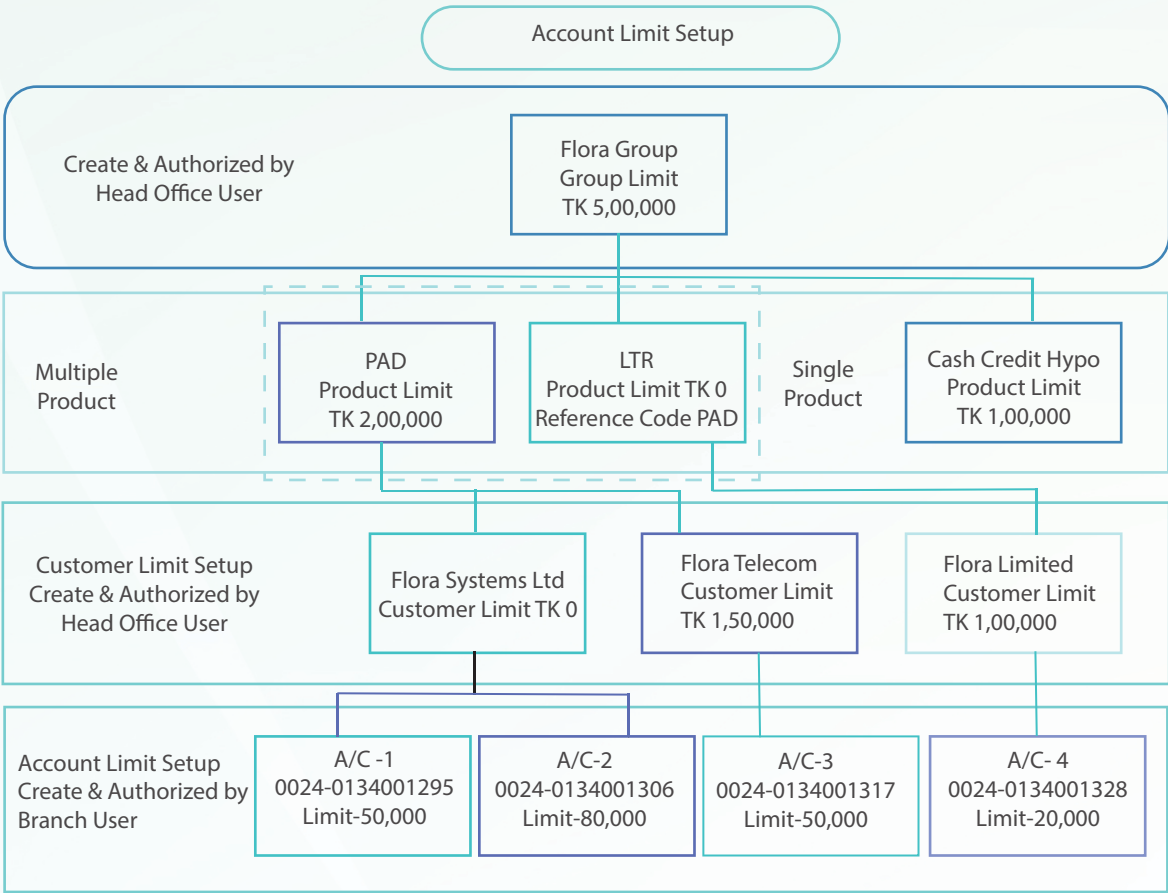 Account Limit Setup
Create & Authorized by
Head Office User
Flora Group
Group Limit
TK 5,00,000
Multiple
Product
PAD
Product Limit
TK 2,00,000
LTR
Product Limit TK 0
Reference Code PAD
Single
Product
Cash Credit Hypo
Product Limit
TK 1,00,000
Customer Limit Setup
Create & Authorized by
Head Office User
Flora Systems Ltd
Customer Limit TK 0
Flora Telecom
Customer Limit
TK 1,50,000
Flora Limited
Customer Limit
TK 1,00,000
Account Limit Setup
Create & Authorized by
Branch User
A/C -1
0024-0134001295
Limit-50,000
A/C-2
0024-0134001306
Limit-80,000
A/C-3
0024-0134001317
Limit-50,000
A/C- 4
0024-0134001328
Limit-20,000